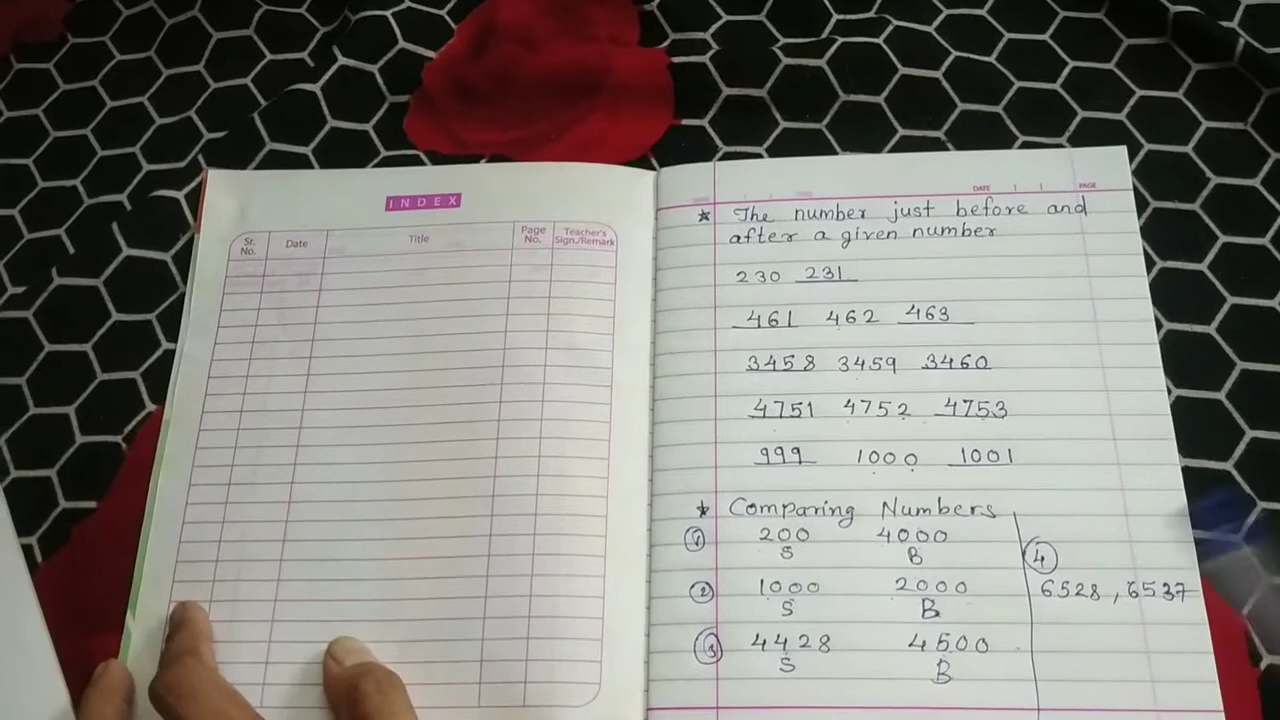 INDEX
Sr. No. Date Title Page No. Teacher's Sign./Remark
DATE PAGE
★ The number just before and
after a given number
230 231
461 462 463
3458 3459 3460
4751 4752 4753
999 1000 1001
★ Comparing Numbers
① 200 4000
S B
② 1000 2000
S B
③ 4428 4500
S B
④
6528, 6537